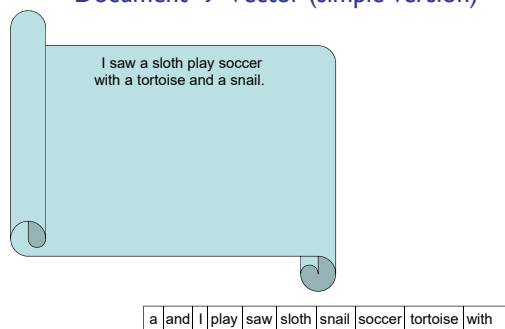 Document → Vector (simple version)
I saw a sloth play soccer
with a tortoise and a snail.
a and I play saw sloth snail soccer tortoise with